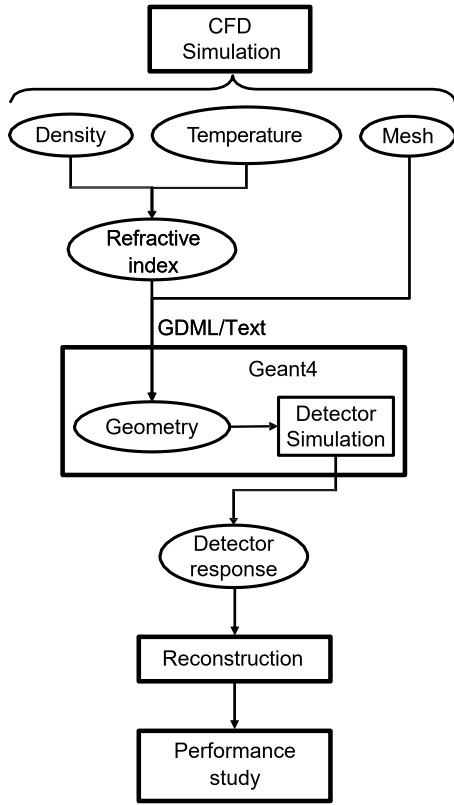 CFD
Simulation
Density
Temperature
Mesh
Refractive
index
GDML/Text
Geant4
Geometry
Detector
Simulation
Detector
response
Reconstruction
Performance
study